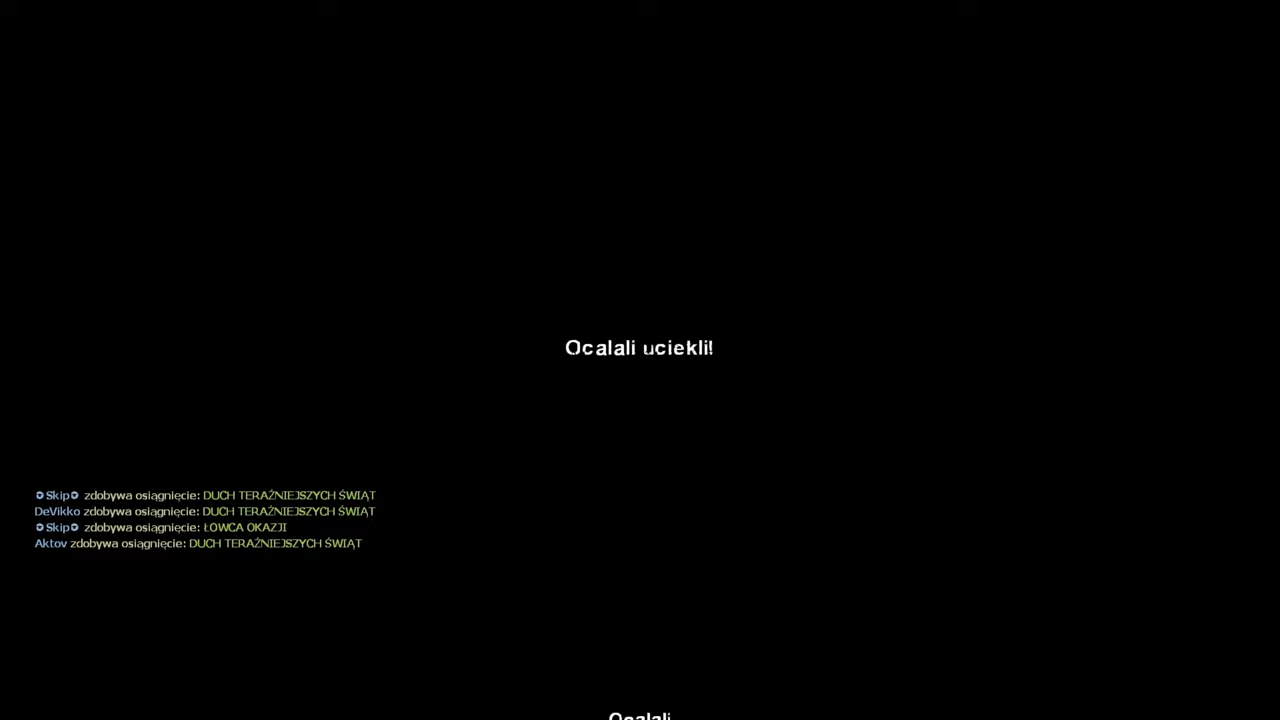 Ocalali uciekli!
✪Skip✪ zdobywa osiągnięcie: DUCH TERAŹNIEJSZYCH ŚWIĄT
DeVikko zdobywa osiągnięcie: DUCH TERAŹNIEJSZYCH ŚWIĄT
✪Skip✪ zdobywa osiągnięcie: ŁOWCA OKAZJI
Aktov zdobywa osiągnięcie: DUCH TERAŹNIEJSZYCH ŚWIĄT
Ocalali